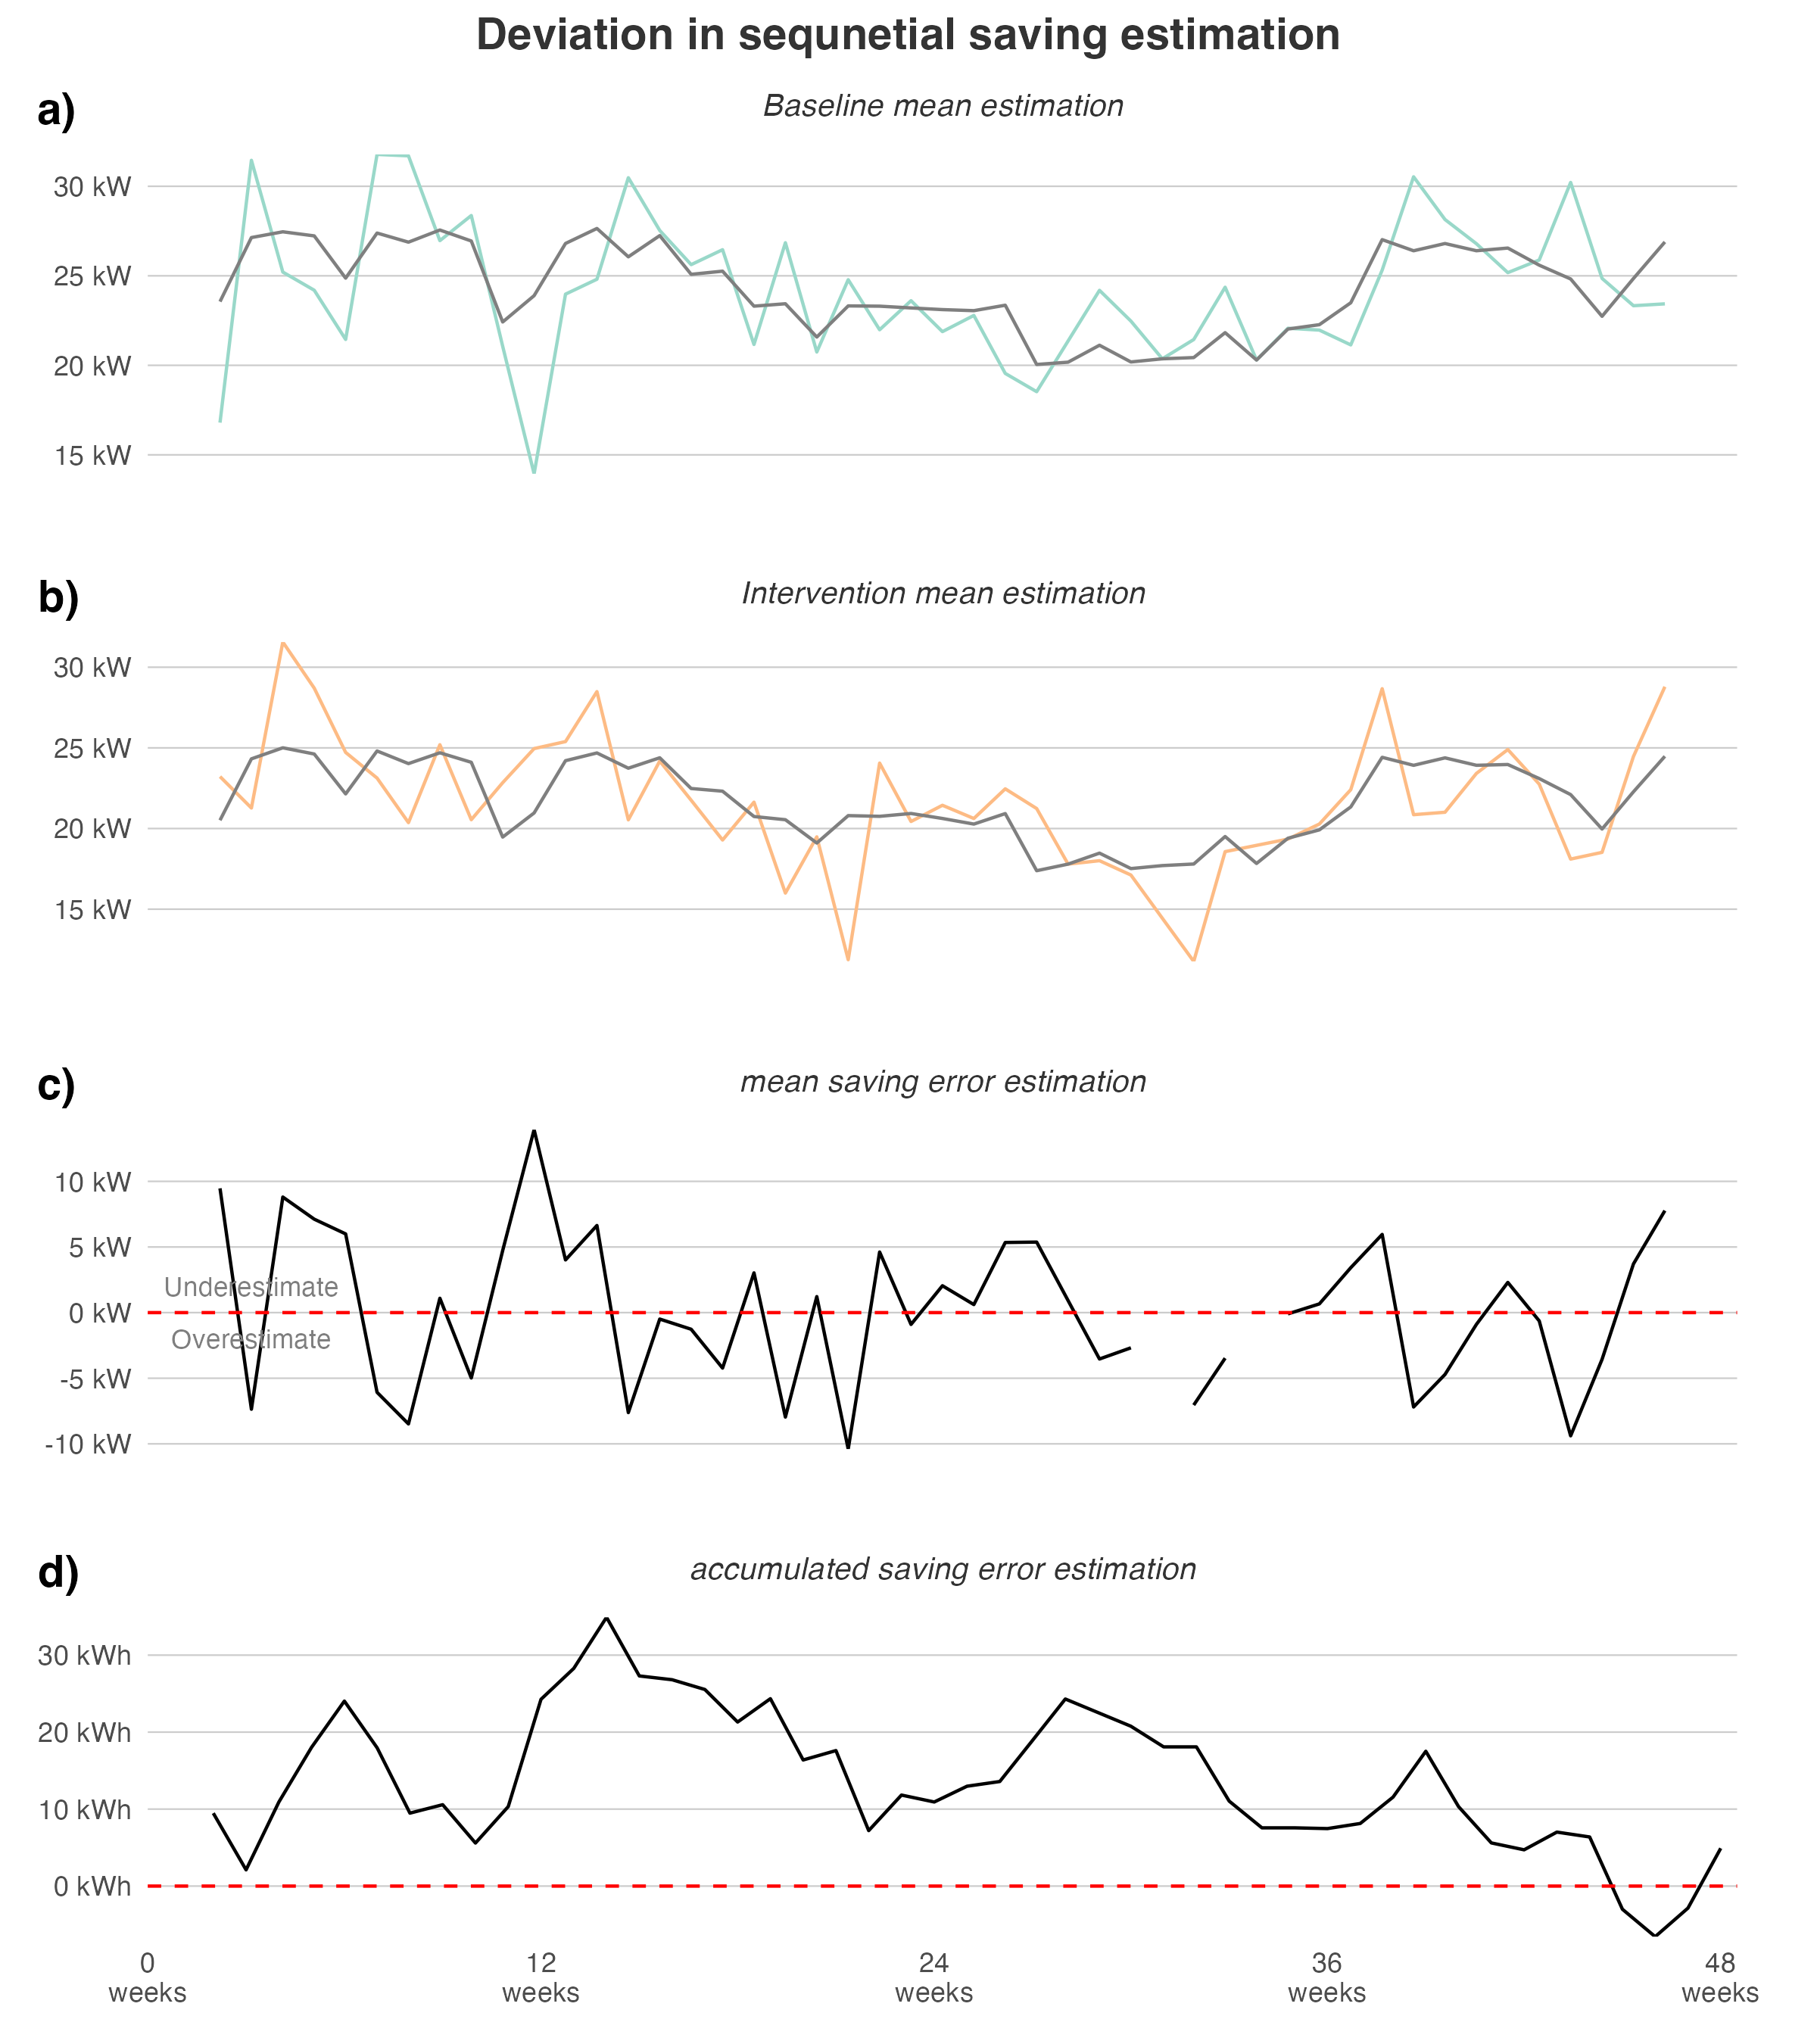 Deviation in sequnetial saving estimation
a)
Baseline mean estimation
30 kW
25 kW
20 kW
15 kW
b)
Intervention mean estimation
30 kW
25 kW
20 kW
15 kW
c)
mean saving error estimation
10 kW
5 kW
Underestimate
0 kW
Overestimate
-5 kW
-10 kW
d)
accumulated saving error estimation
30 kWh
20 kWh
10 kWh
0 kWh
0 12 24 36 48
weeks weeks weeks weeks weeks